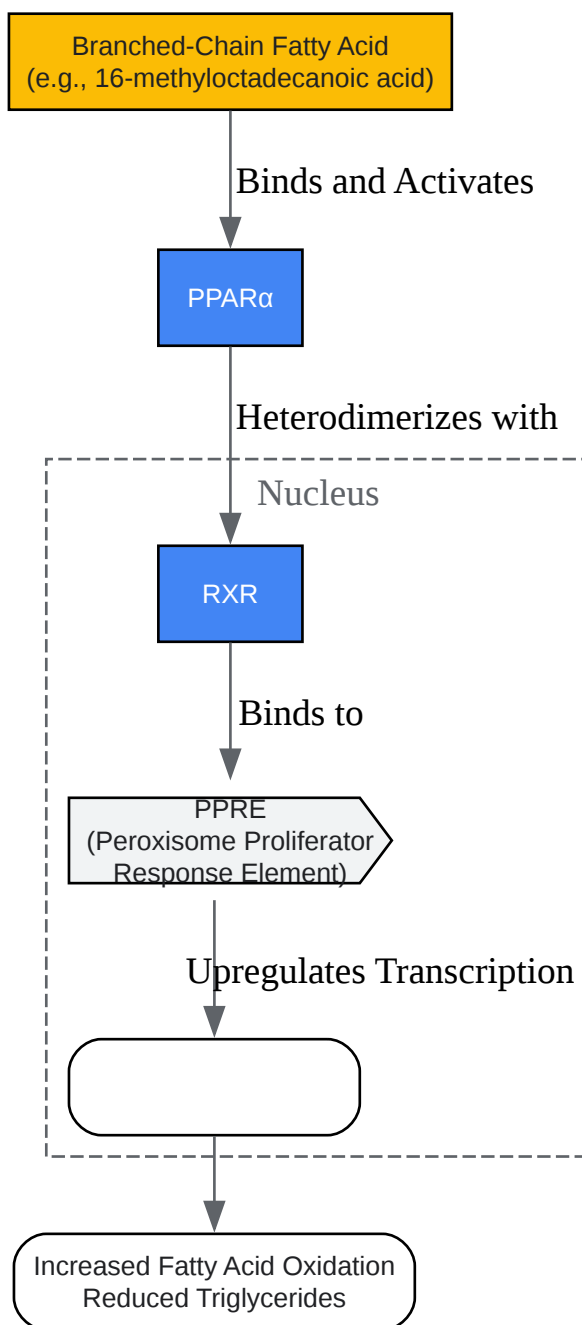 Branched-Chain Fatty Acid
(e.g., 16-methyloctadecanoic acid)
Binds and Activates
PPARα
Heterodimerizes with
Nucleus
RXR
Binds to
PPRE
(Peroxisome Proliferator
Response Element)
Upregulates Transcription
Increased Fatty Acid Oxidation
Reduced Triglycerides